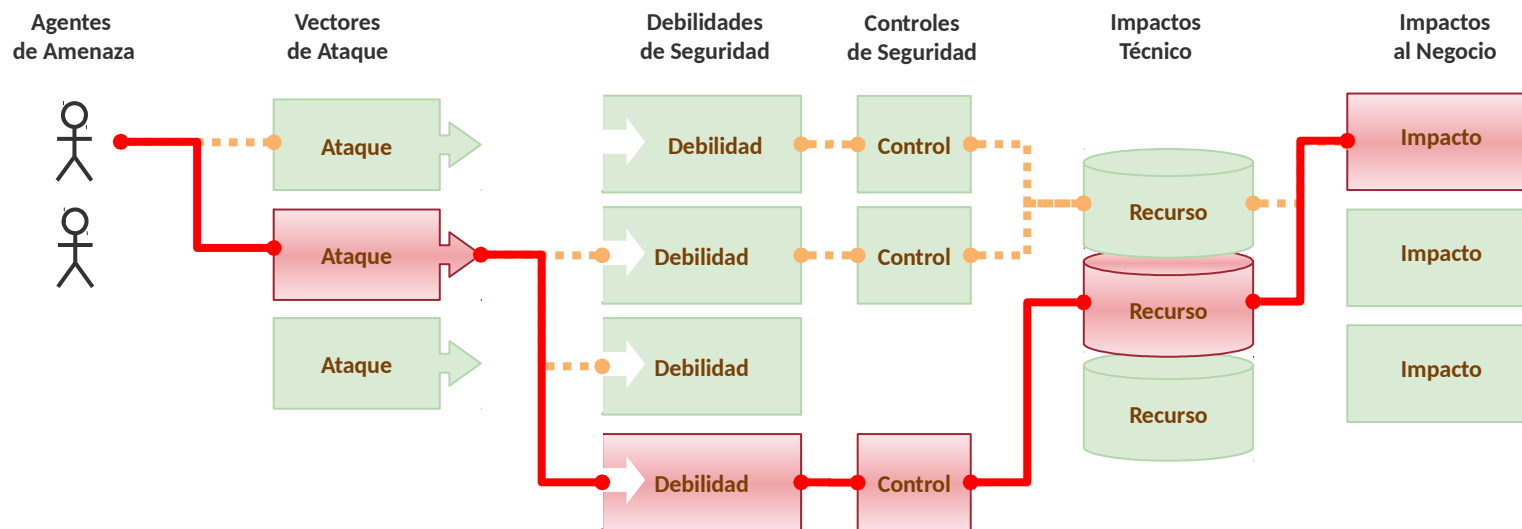 Agentes
de Amenaza
Vectores
de Ataque
Debilidades
de Seguridad
Controles
de Seguridad
Impactos
Técnico
Impactos
al Negocio
Ataque
Debilidad
Control
Impacto
Recurso
Ataque
Debilidad
Control
Impacto
Recurso
Ataque
Debilidad
Impacto
Recurso
Debilidad
Control